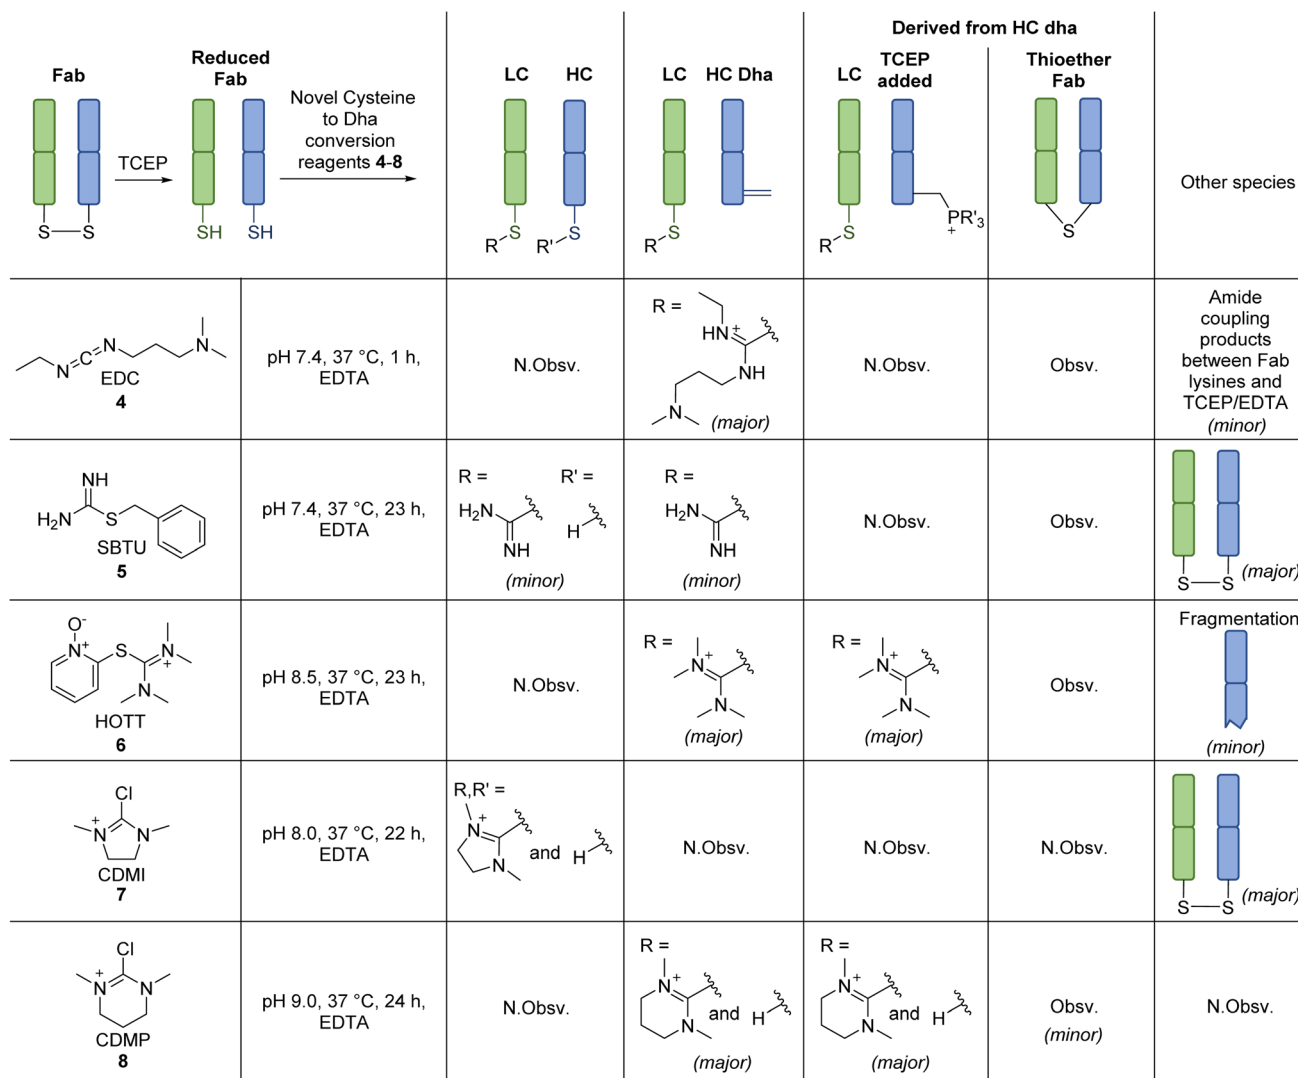 Fab
Reduced
Fab
TCEP
Novel Cysteine
to Dha
conversion
reagents 4-8
S
S
SH
SH
LC
HC
R
S
R'
S
LC
HC Dha
R
S
Derived from HC dha
LC
TCEP
added
R
S
PR'3
+
Thioether
Fab
S
Other species
N
C
N
N
EDC
4
pH 7.4, 37 °C, 1 h,
EDTA
N.Obsv.
R =
HN
+
NH
N
(major)
N.Obsv.
Obsv.
Amide
coupling
products
between Fab
lysines and
TCEP/EDTA
(minor)
NH
H2N
S
SBTU
5
pH 7.4, 37 °C, 23 h,
EDTA
R =
R' =
H2N
NH
H
(minor)
R =
H2N
NH
(minor)
N.Obsv.
Obsv.
S
S
(major)
O-
N+
S
N
+
N
HOTT
6
pH 8.5, 37 °C, 23 h,
EDTA
N.Obsv.
R =
N+
N
(major)
R =
N+
N
(major)
Obsv.
Fragmentation
(minor)
Cl
+
N
N
CDMI
7
pH 8.0, 37 °C, 22 h,
EDTA
R,R' =
N+
N
and
H
N.Obsv.
N.Obsv.
N.Obsv.
S
S
(major)
Cl
+
N
N
CDMP
8
pH 9.0, 37 °C, 24 h,
EDTA
N.Obsv.
R =
N+
N
and
H
(major)
R =
N+
N
and
H
(major)
Obsv.
(minor)
N.Obsv.